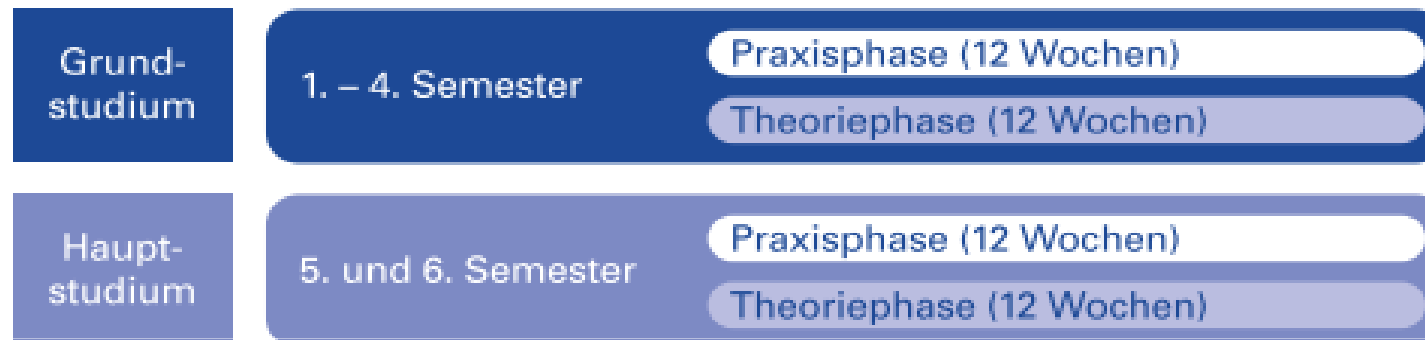 Grund-
studium
1. – 4. Semester
Praxisphase (12 Wochen)
Theoriephase (12 Wochen)
Haupt-
studium
5. und 6. Semester
Praxisphase (12 Wochen)
Theoriephase (12 Wochen)